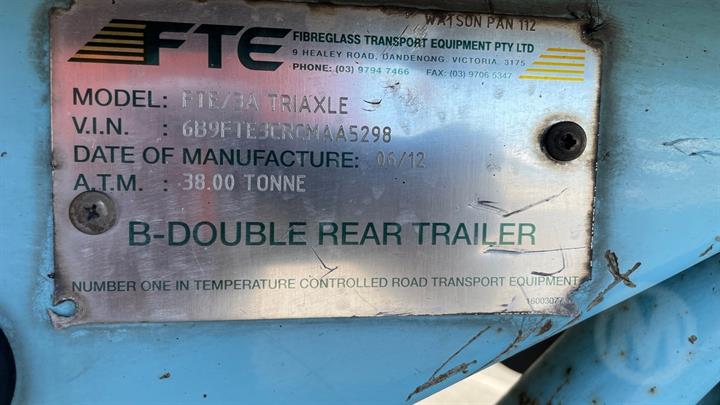 WATSON PAN 112
FTE
FIBREGLASS TRANSPORT EQUIPMENT PTY LTD
9 HEALEY ROAD, DANDENONG, VICTORIA, 3175
PHONE: (03) 9794 7466 FAX: (03) 9706 5347
MODEL: FTE/3A TRIAXLE
V.I.N. : 6B9FTE3CRCMAA5298
DATE OF MANUFACTURE: 06/12
A.T.M. : 38.00 TONNE
B-DOUBLE REAR TRAILER
NUMBER ONE IN TEMPERATURE CONTROLLED ROAD TRANSPORT EQUIPMENT
16003077